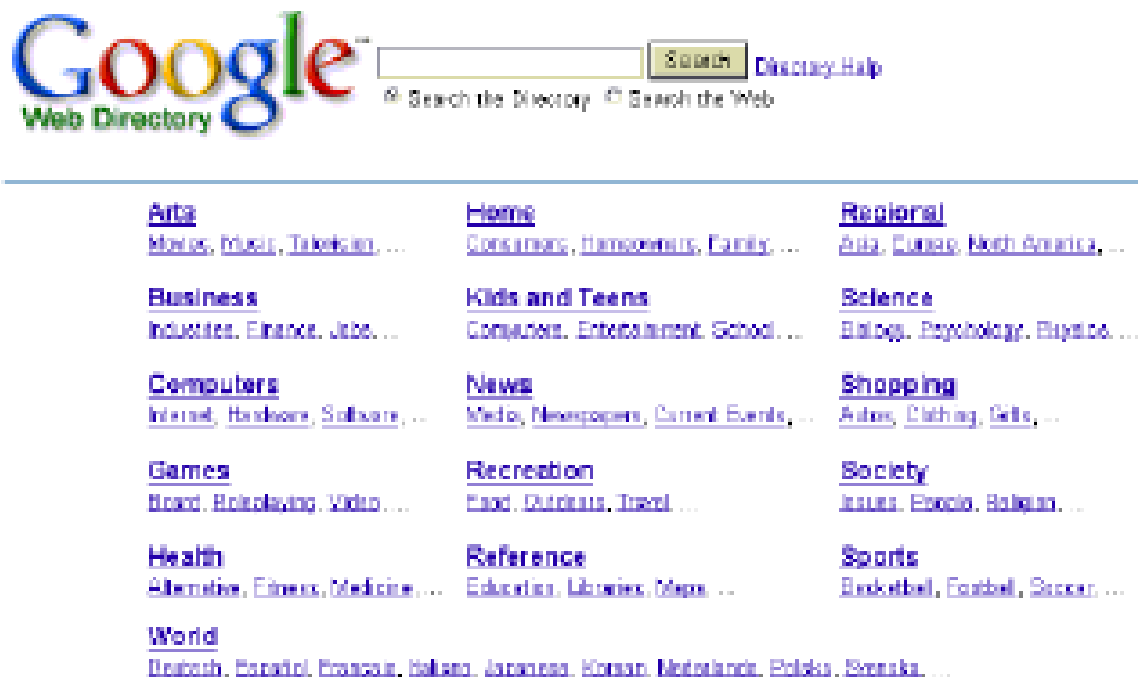 Google™
Web Directory
Search Directory Help
Search the Directory Search the Web
Arts
Movies, Music, Television, ...
Home
Consumers, Homeowners, Family, ...
Regional
Asia, Europe, North America, ...
Business
Industries, Finance, Jobs, ...
Kids and Teens
Computers, Entertainment, School, ...
Science
Biology, Psychology, Physics, ...
Computers
Internet, Hardware, Software, ...
News
Media, Newspapers, Current Events, ...
Shopping
Autos, Clothing, Gifts, ...
Games
Board, Roleplaying, Video, ...
Recreation
Food, Outdoors, Travel, ...
Society
Issues, People, Religion, ...
Health
Alternative, Fitness, Medicine, ...
Reference
Education, Libraries, Maps, ...
Sports
Basketball, Football, Soccer, ...
World
Deutsch, Español, Français, Italiano, Japanese, Korean, Nederlands, Polska, Svenska, ...